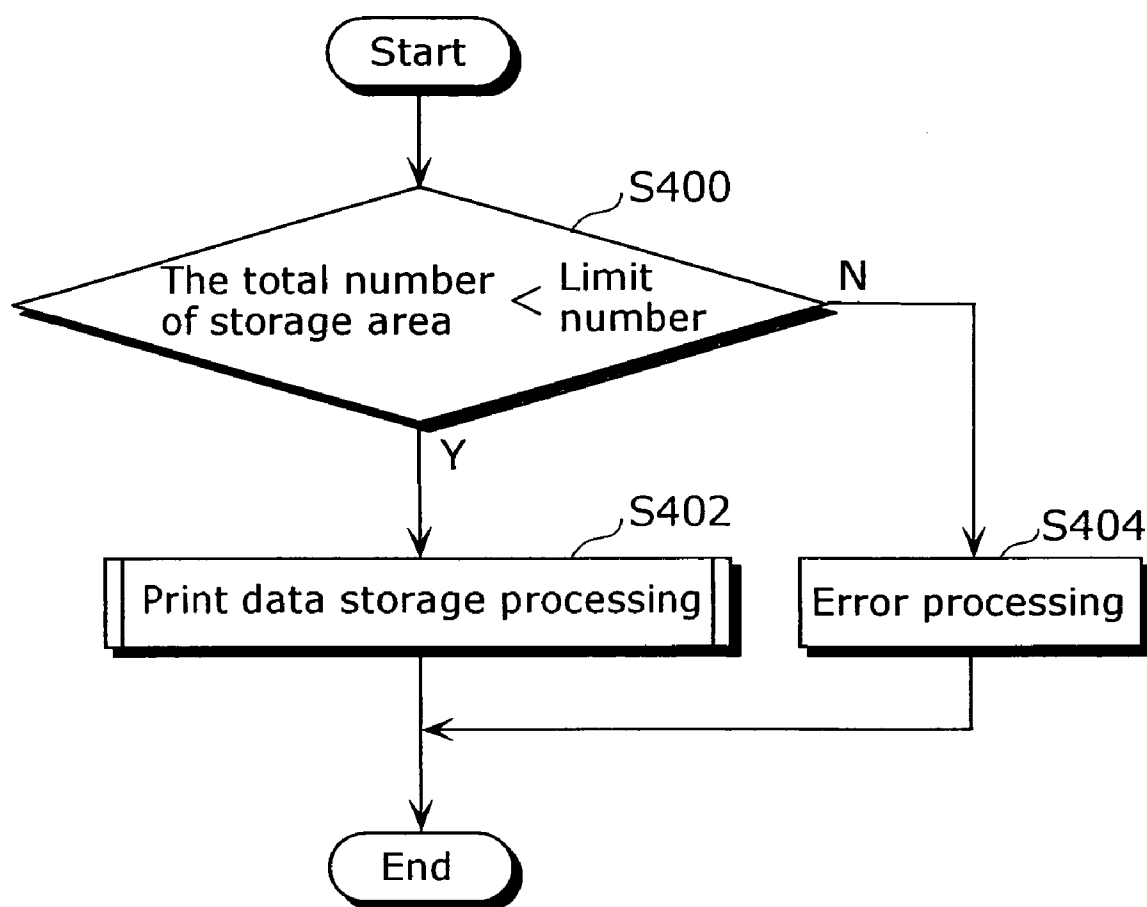 Start
S400
The total number
of storage area
<
Limit
number
N
Y
S402
Print data storage processing
S404
Error processing
End